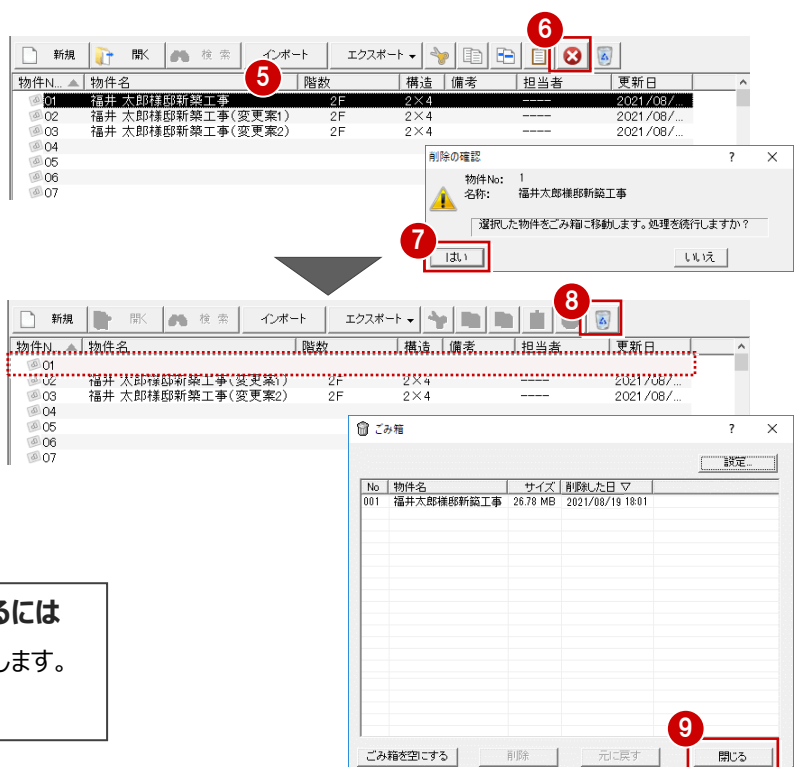 6
新規 開く 検索 インポート エクスポート
5
物件N... 物件名 階数 構造 備考 担当者 更新日
01 福井 太郎様邸新築工事 2F 2×4 ---- 2021/08/...
02 福井 太郎様邸新築工事(変更案1) 2F 2×4 ---- 2021/08/...
03 福井 太郎様邸新築工事(変更案2) 2F 2×4 ---- 2021/08/...
04
05
06
07
削除の確認 ? ×
物件No: 1
名称: 福井太郎様邸新築工事
選択した物件をごみ箱に移動します。処理を続行しますか？
7
はい いいえ
8
新規 開く 検索 インポート エクスポート
物件N... 物件名 階数 構造 備考 担当者 更新日
01
02 福井 太郎様邸新築工事(変更案1) 2F 2×4 ---- 2021/08/...
03 福井 太郎様邸新築工事(変更案2) 2F 2×4 ---- 2021/08/...
04
05
06
07
ごみ箱 ? ×
設定...
No 物件名 サイズ 削除した日 ▽
001 福井太郎様邸新築工事 26.78 MB 2021/08/19 18:01
るには
します。
9
ごみ箱を空にする 削除 元に戻す 閉じる